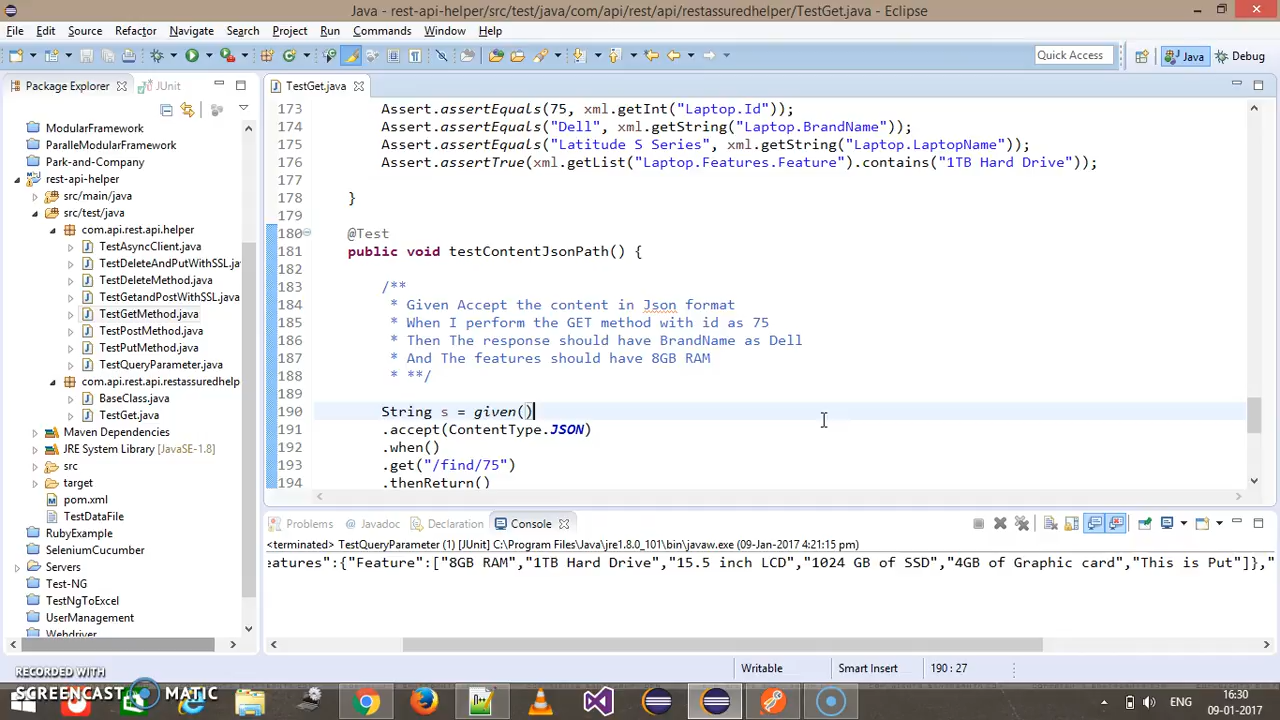 Java - rest-api-helper/src/test/java/com/api/rest/api/restassuredhelper/TestGet.java - Eclipse
File Edit Source Refactor Navigate Search Project Run Commands Window Help
Quick Access Java Debug
Package Explorer JUnit
ModularFramework
ParalleModularFramework
Park-and-Company
rest-api-helper
src/main/java
src/test/java
com.api.rest.api.helper
TestAsyncClient.java
TestDeleteAndPutWithSSL.jav
TestDeleteMethod.java
TestGetandPostWithSSL.java
TestGetMethod.java
TestPostMethod.java
TestPutMethod.java
TestQueryParameter.java
com.api.rest.api.restassuredhelp
BaseClass.java
TestGet.java
Maven Dependencies
JRE System Library [JavaSE-1.8]
src
target
pom.xml
TestDataFile
RubyExample
SeleniumCucumber
Servers
Test-NG
TestNgToExcel
UserManagement
Webdriver
TestGet.java
173 Assert.assertEquals(75, xml.getInt("Laptop.Id"));
174 Assert.assertEquals("Dell", xml.getString("Laptop.BrandName"));
175 Assert.assertEquals("Latitude S Series", xml.getString("Laptop.LaptopName"));
176 Assert.assertTrue(xml.getList("Laptop.Features.Feature").contains("1TB Hard Drive"));
177
178 }
179
180 @Test
181 public void testContentJsonPath() {
182
183 /**
184 * Given Accept the content in Json format
185 * When I perform the GET method with id as 75
186 * Then The response should have BrandName as Dell
187 * And The features should have 8GB RAM
188 * **/
189
190 String s = given()
191 .accept(ContentType.JSON)
192 .when()
193 .get("/find/75")
194 .thenReturn()
Problems Javadoc Declaration Console
<terminated> TestQueryParameter (1) [JUnit] C:\Program Files\Java\jre1.8.0_101\bin\javaw.exe (09-Jan-2017 4:21:15 pm)
eatures":{"Feature":["8GB RAM","1TB Hard Drive","15.5 inch LCD","1024 GB of SSD","4GB of Graphic card","This is Put"]},"
Writable Smart Insert 190 : 27
RECORDED WITH
SCREENCAST MATIC
ENG
16:30
09-01-2017